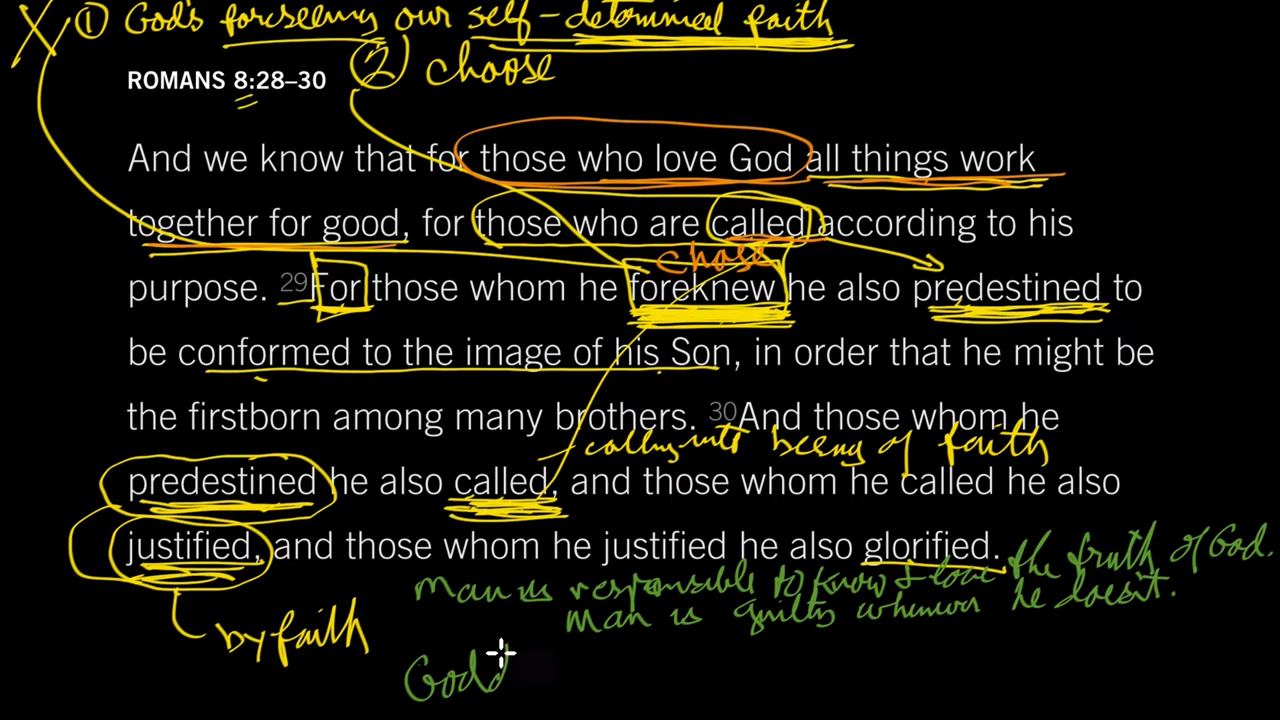 X ① God's foreseeing our self-determined faith
ROMANS 8:28–30 ② choose
And we know that for those who love God all things work
together for good, for those who are called according to his
chose
purpose. 29 For those whom he foreknew he also predestined to
be conformed to the image of his Son, in order that he might be
the firstborn among many brothers. 30 And those whom he
calling into being of faith
predestined he also called, and those whom he called he also
justified, and those whom he justified he also glorified.
Man is responsible to know & love the truth of God.
Man is guilty whenever he doesn't.
by faith
God d